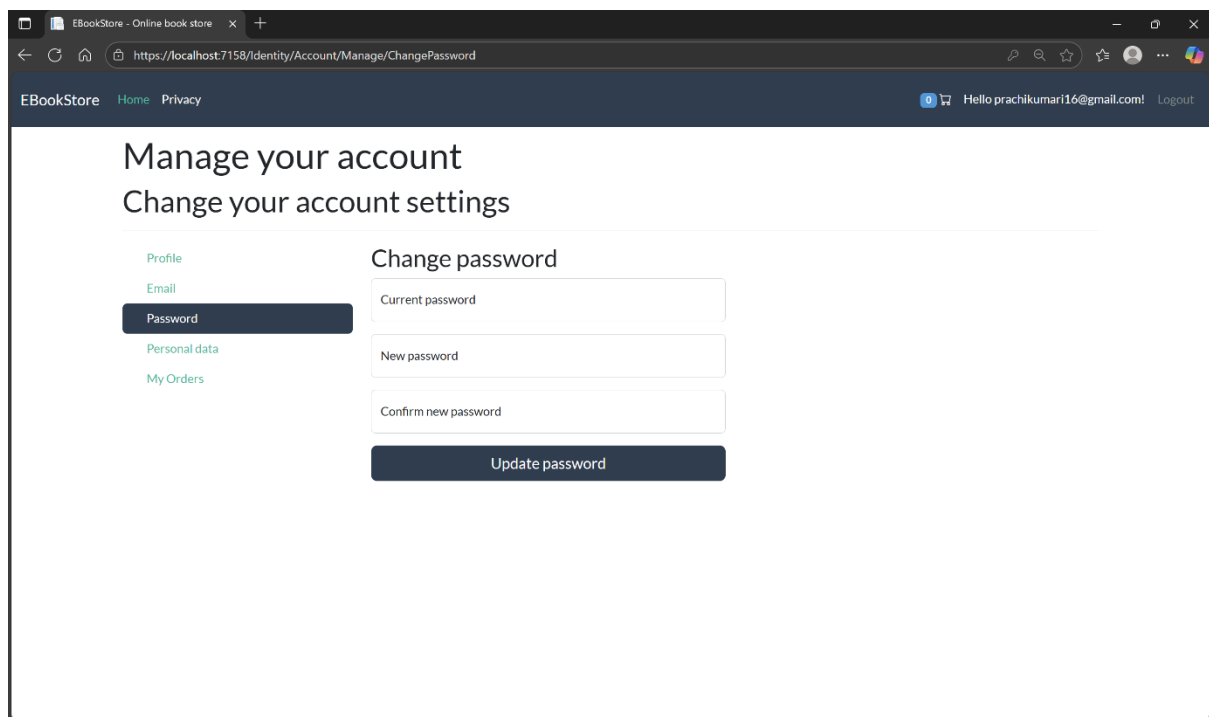 EBookStore - Online book store
https://localhost:7158/Identity/Account/Manage/ChangePassword
EBookStore Home Privacy 0 Hello prachikumari16@gmail.com! Logout
Manage your account
Change your account settings
Profile
Email
Password
Personal data
My Orders
Change password
Current password
New password
Confirm new password
Update password